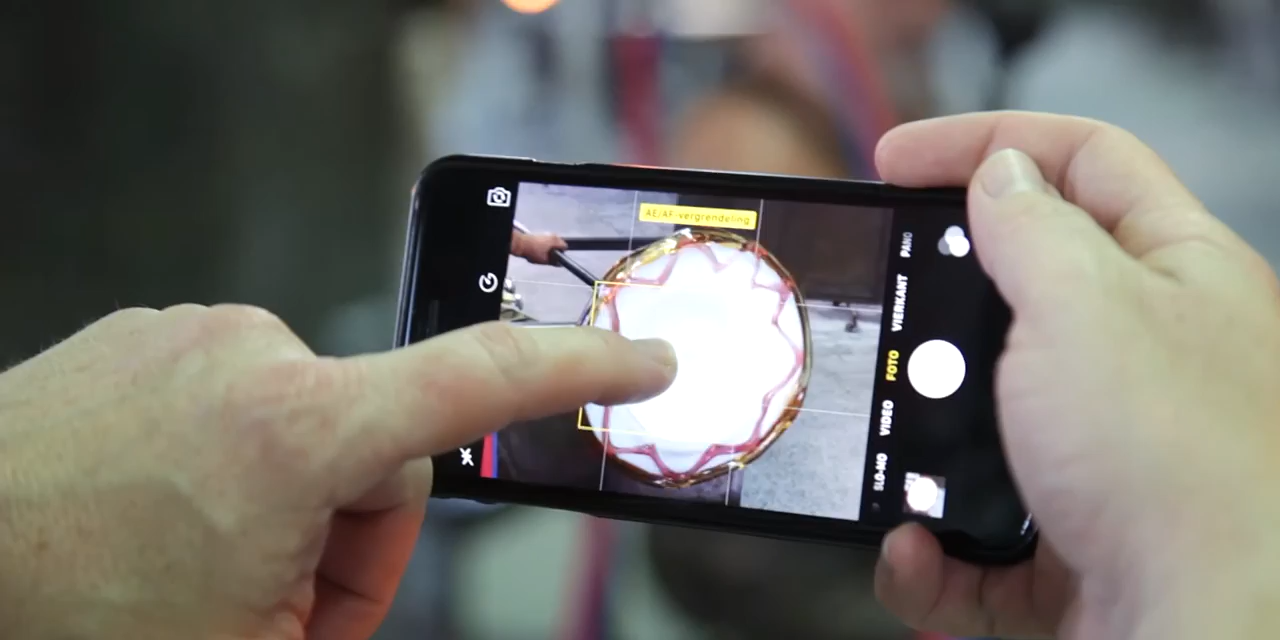 AE/AF-vergrendeling
PANO
VIERKANT
FOTO
VIDEO
SLO-MO